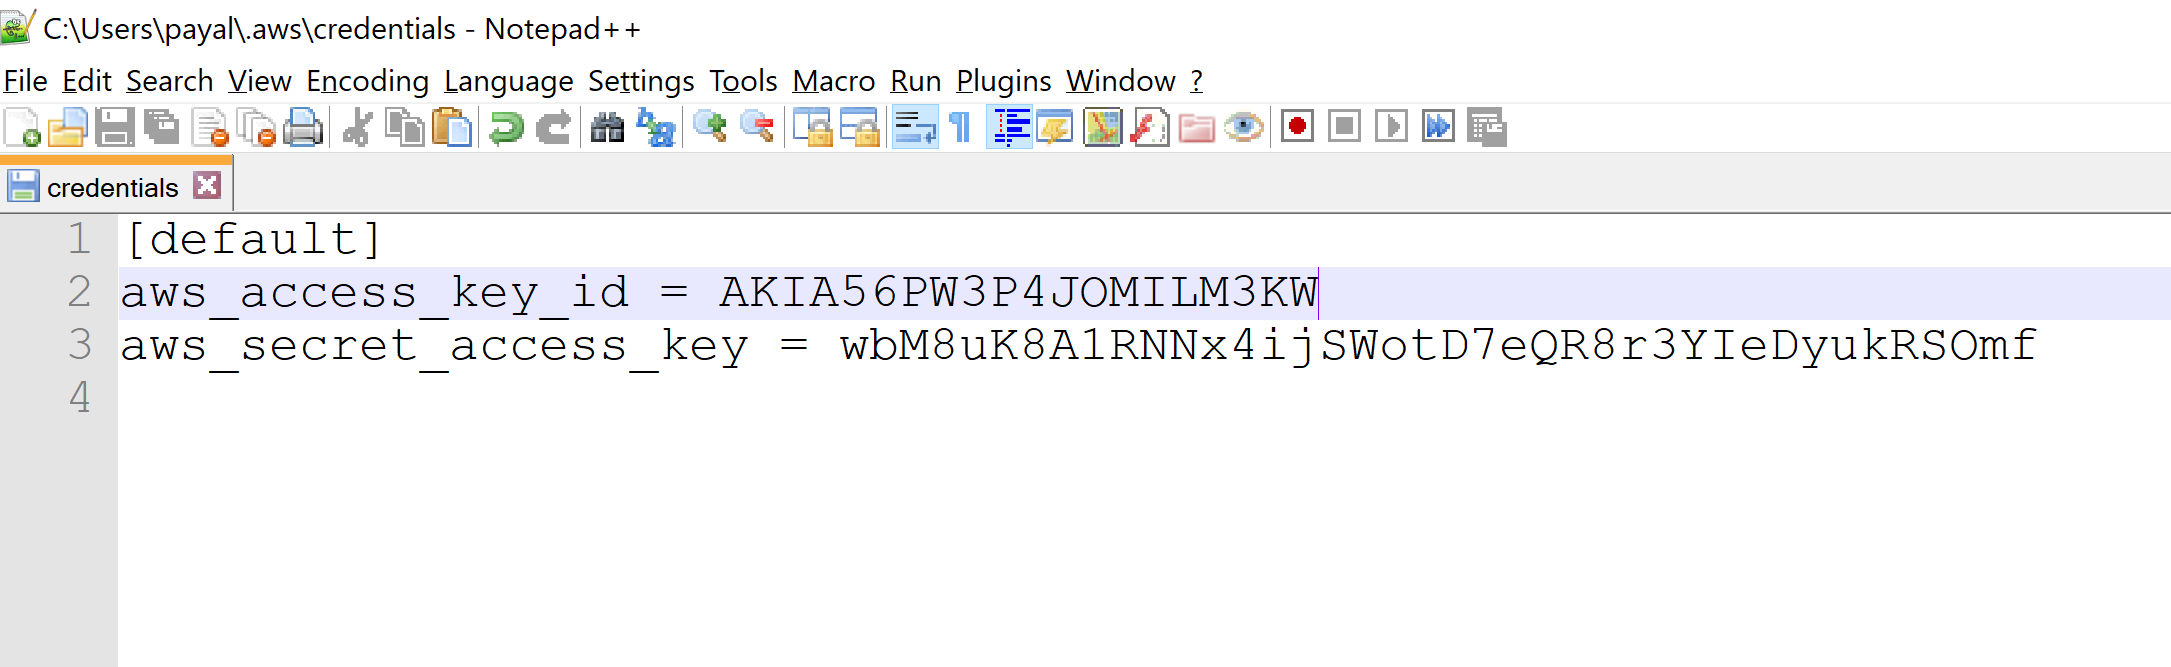 C:\Users\payal\.aws\credentials - Notepad++
File Edit Search View Encoding Language Settings Tools Macro Run Plugins Window ?
credentials
1 [default]
2 aws_access_key_id = AKIA56PW3P4JOMILM3KW
3 aws_secret_access_key = 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
4